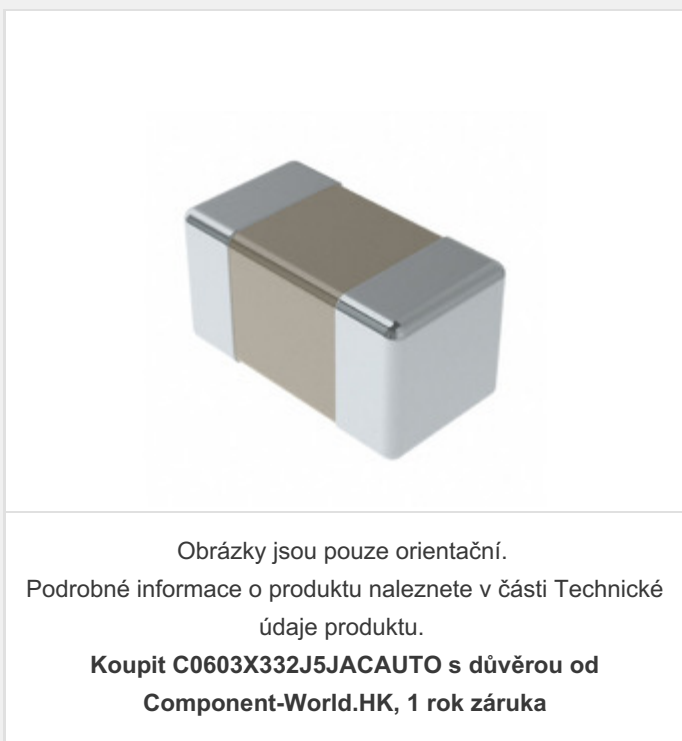 Obrázky jsou pouze orientační.
Podrobné informace o produktu naleznete v části Technické
údaje produktu.
Koupit C0603X332J5JACAUTO s důvěrou od
Component-World.HK, 1 rok záruka